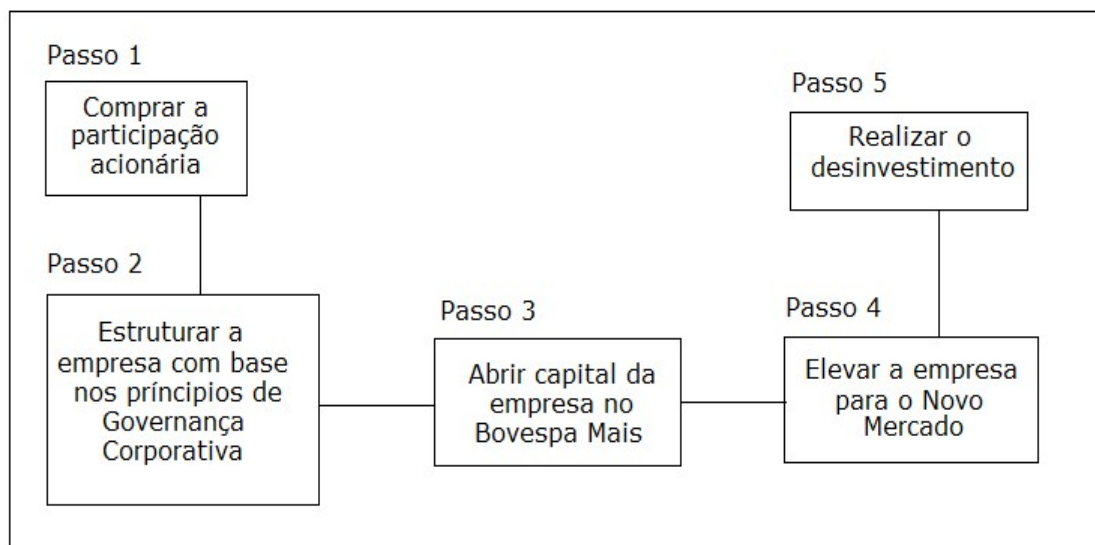 Passo 1
Comprar a
participação
acionária
Passo 2
Estruturar a
empresa com base
nos príncipios de
Governança
Corporativa
Passo 3
Abrir capital da
empresa no
Bovespa Mais
Passo 4
Elevar a empresa
para o Novo
Mercado
Passo 5
Realizar o
desinvestimento